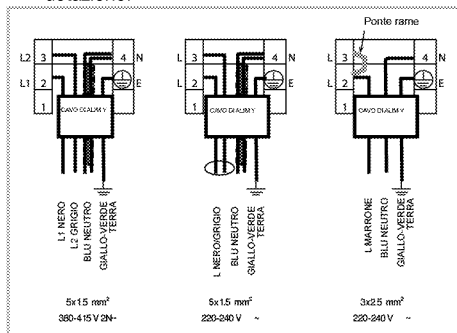 Ponte rame
L2 3 4 N
L1 2 E
1
CAVO DI ALIM Y
L1 NERO
L2 GRIGIO
BLU NEUTRO
GIALLO-VERDE
TERRA
5x1.5 mm²
380-415 V 2N~
L 3 4 N
L 2 E
1
CAVO DI ALIM Y
L NERO/GRIGIO
BLU NEUTRO
GIALLO-VERDE
TERRA
5x1.5 mm²
220-240 V ~
L 3 4 N
L 2 E
1
CAVO DI ALIM Y
L MARRONE
BLU NEUTRO
GIALLO-VERDE
TERRA
3x2.5 mm²
220-240 V ~